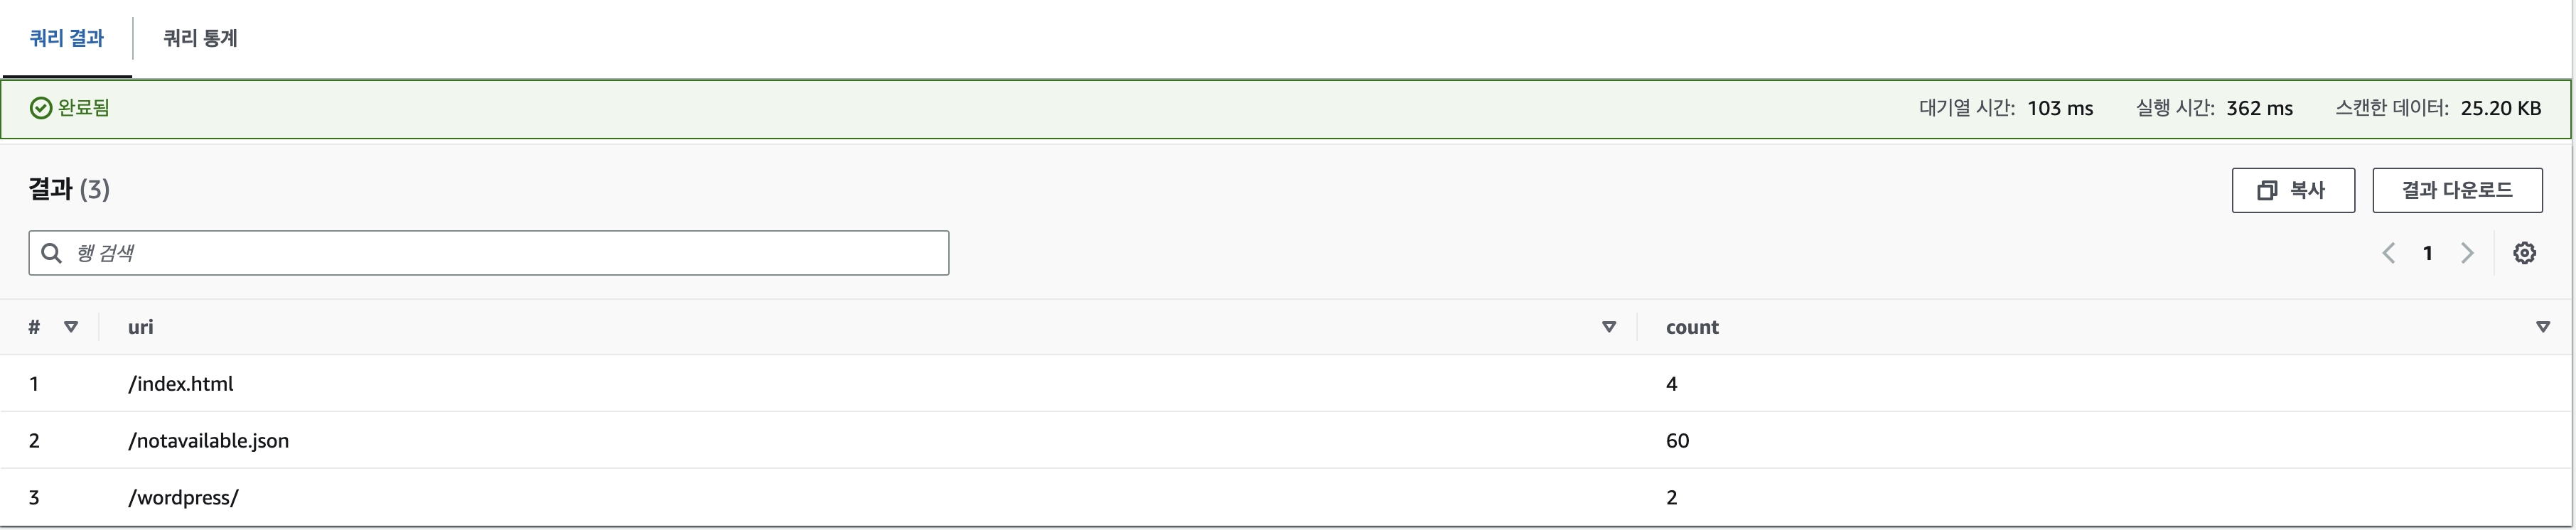 쿼리 결과 쿼리 통계
완료됨 대기열 시간: 103 ms 실행 시간: 362 ms 스캔한 데이터: 25.20 KB
결과 (3) 복사 결과 다운로드
행 검색 1
# uri count
1 /index.html 4
2 /notavailable.json 60
3 /wordpress/ 2